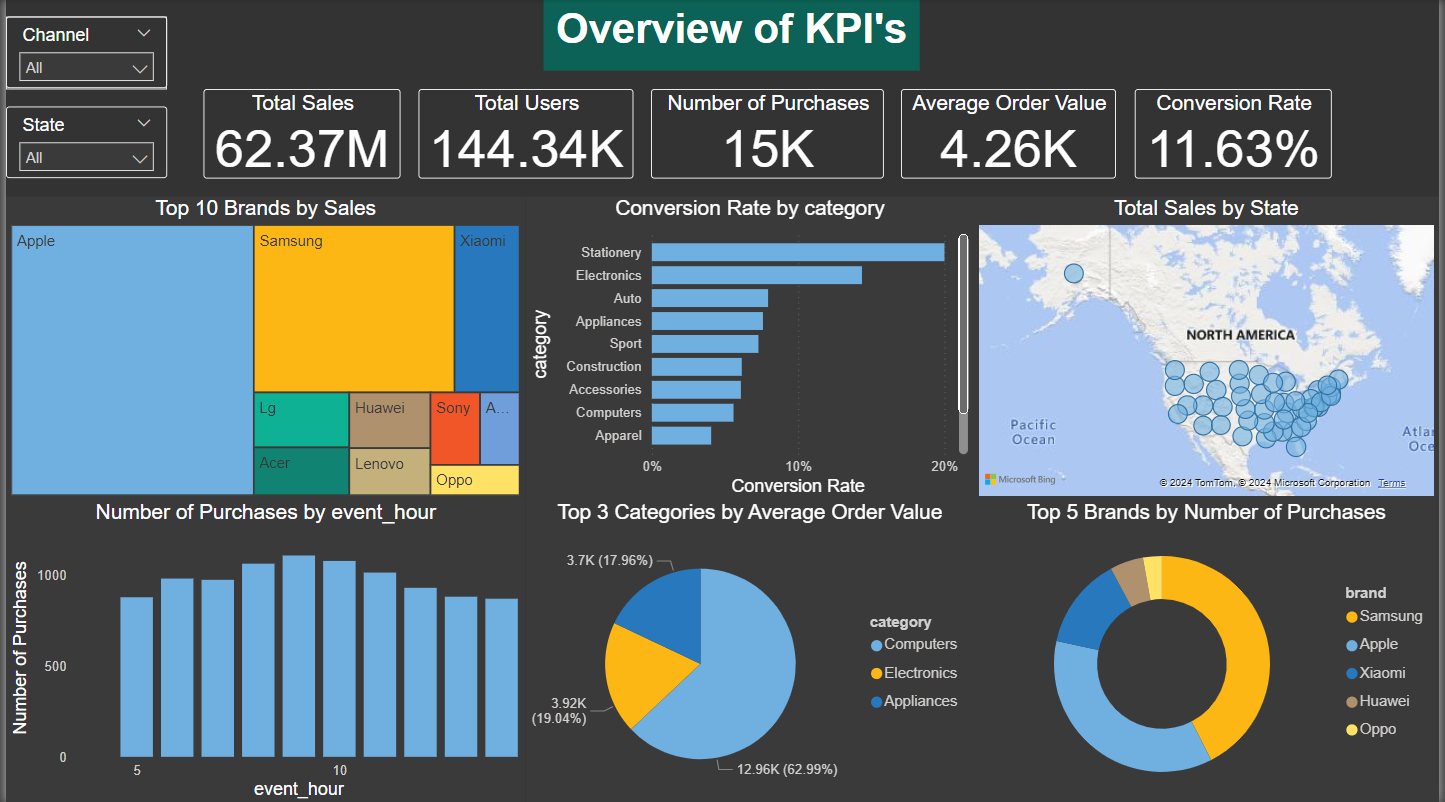 Overview of KPI's
Channel
All
State
All
Total Sales
62.37M
Total Users
144.34K
Number of Purchases
15K
Average Order Value
4.26K
Conversion Rate
11.63%
Top 10 Brands by Sales
Apple
Samsung
Xiaomi
Lg
Huawei
Sony
A...
Acer
Lenovo
Oppo
Conversion Rate by category
category
Stationery
Electronics
Auto
Appliances
Sport
Construction
Accessories
Computers
Apparel
0%
10%
20%
Conversion Rate
Total Sales by State
NORTH AMERICA
Pacific
Ocean
Atlan
Oce
Microsoft Bing
© 2024 TomTom, © 2024 Microsoft Corporation Terms
Number of Purchases by event_hour
Number of Purchases
1000
500
0
5
10
event_hour
Top 3 Categories by Average Order Value
3.7K (17.96%)
3.92K
(19.04%)
12.96K (62.99%)
category
Computers
Electronics
Appliances
Top 5 Brands by Number of Purchases
brand
Samsung
Apple
Xiaomi
Huawei
Oppo